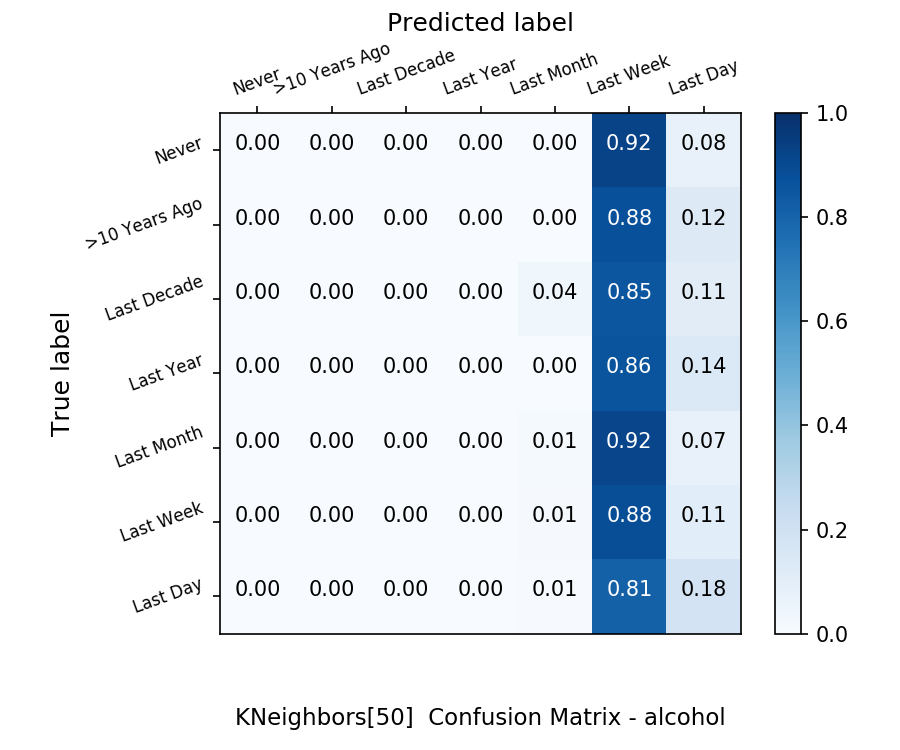 Predicted label
Never >10 Years Ago Last Decade Last Year Last Month Last Week Last Day
True label
Never 0.00 0.00 0.00 0.00 0.00 0.92 0.08
>10 Years Ago 0.00 0.00 0.00 0.00 0.00 0.88 0.12
Last Decade 0.00 0.00 0.00 0.00 0.04 0.85 0.11
Last Year 0.00 0.00 0.00 0.00 0.00 0.86 0.14
Last Month 0.00 0.00 0.00 0.00 0.01 0.92 0.07
Last Week 0.00 0.00 0.00 0.00 0.01 0.88 0.11
Last Day 0.00 0.00 0.00 0.00 0.01 0.81 0.18
1.0
0.8
0.6
0.4
0.2
0.0
KNeighbors[50]  Confusion Matrix - alcohol